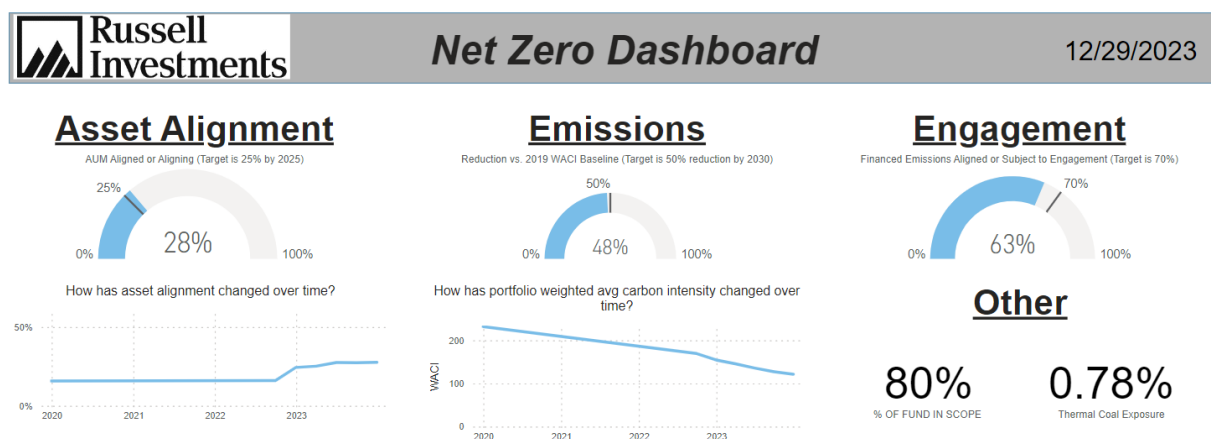 Russell
Investments
Net Zero Dashboard
12/29/2023
Asset Alignment
AUM Aligned or Aligning (Target is 25% by 2025)
25%
0%
28%
100%
How has asset alignment changed over time?
50%
0%
2020 2021 2022 2023
Emissions
Reduction vs. 2019 WACI Baseline (Target is 50% reduction by 2030)
50%
0%
48%
100%
How has portfolio weighted avg carbon intensity changed over
time?
WACI
200
100
0
2020 2021 2022 2023
Engagement
Financed Emissions Aligned or Subject to Engagement (Target is 70%)
70%
0%
63%
100%
Other
80%
% OF FUND IN SCOPE
0.78%
Thermal Coal Exposure